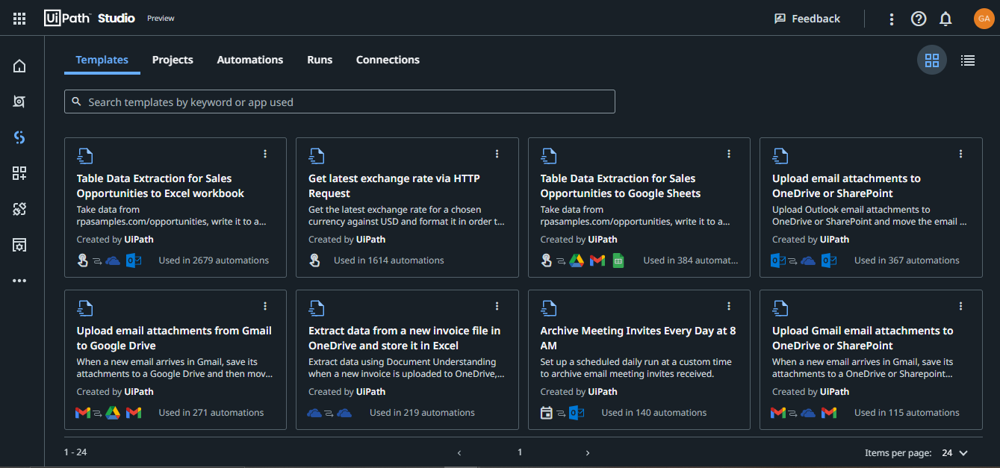 UiPath Studio Preview
Feedback
GA
Templates Projects Automations Runs Connections
Search templates by keyword or app used
Table Data Extraction for Sales
Opportunities to Excel workbook
Take data from
rpasamples.com/opportunities, write it to a...
Created by UiPath
Used in 2679 automations
Get latest exchange rate via HTTP
Request
Get the latest exchange rate for a chosen
currency against USD and format it in order t...
Created by UiPath
Used in 1614 automations
Table Data Extraction for Sales
Opportunities to Google Sheets
Take data from
rpasamples.com/opportunities, write it to a...
Created by UiPath
Used in 384 automat...
Upload email attachments to
OneDrive or SharePoint
Upload Outlook email attachments to
OneDrive or SharePoint and move the email ...
Created by UiPath
Used in 367 automations
Upload email attachments from Gmail
to Google Drive
When a new email arrives in Gmail, save its
attachments to a Google Drive and then mov...
Created by UiPath
Used in 271 automations
Extract data from a new invoice file in
OneDrive and store it in Excel
Extract data using Document Understanding
when a new invoice is uploaded to OneDrive,...
Created by UiPath
Used in 219 automations
Archive Meeting Invites Every Day at 8
AM
Set up a scheduled daily run at a custom time
to archive email meeting invites received.
Created by UiPath
Used in 140 automations
Upload Gmail email attachments to
OneDrive or SharePoint
When a new email arrives in Gmail, save its
attachments to a OneDrive or Sharepoint...
Created by UiPath
Used in 115 automations
1 - 24
1
Items per page: 24